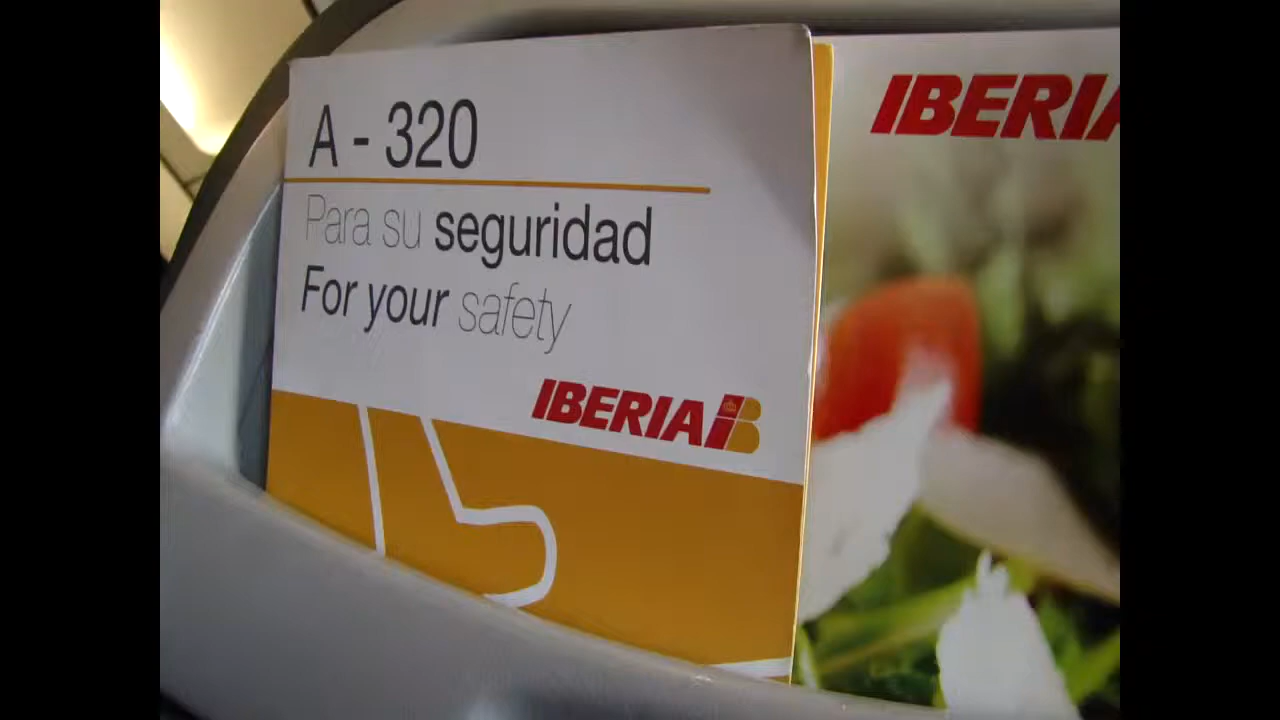 A - 320
Para su seguridad
For your safety
IBERIA
IBERIA